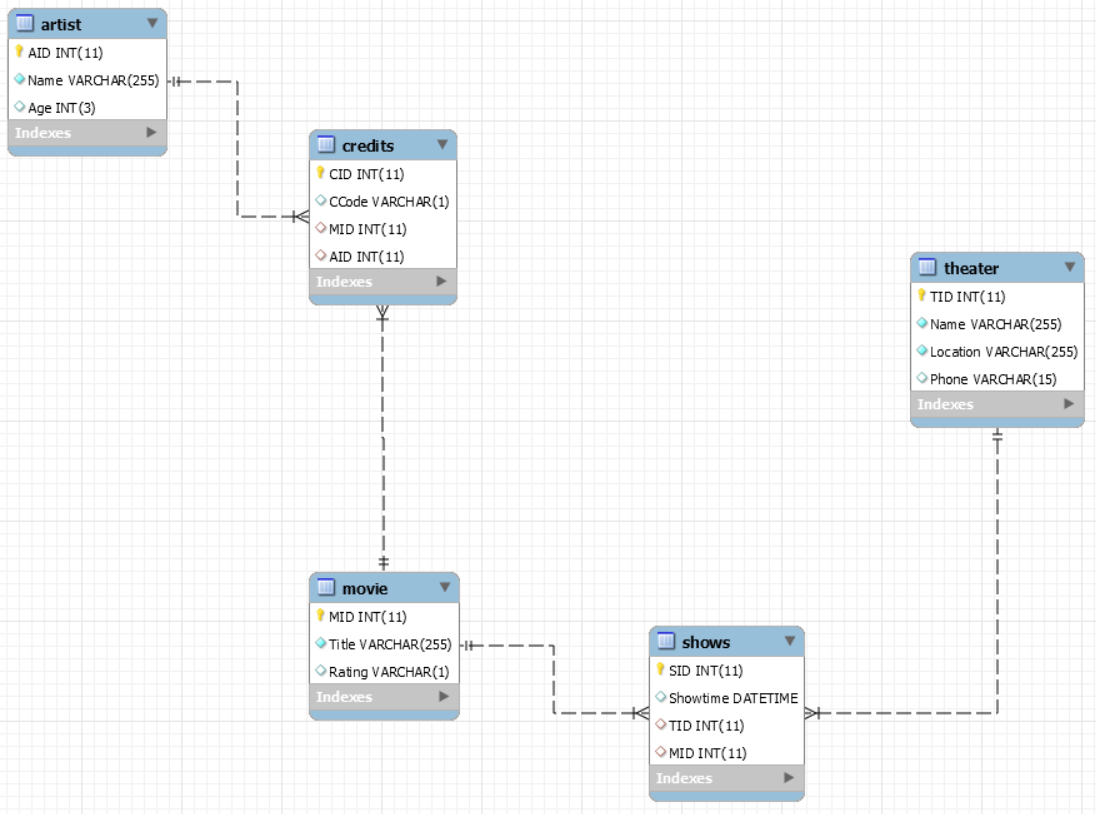 artist
AID INT(11)
Name VARCHAR(255)
Age INT(3)
Indexes
credits
CID INT(11)
CCode VARCHAR(1)
MID INT(11)
AID INT(11)
Indexes
theater
TID INT(11)
Name VARCHAR(255)
Location VARCHAR(255)
Phone VARCHAR(15)
Indexes
movie
MID INT(11)
Title VARCHAR(255)
Rating VARCHAR(1)
Indexes
shows
SID INT(11)
Showtime DATETIME
TID INT(11)
MID INT(11)
Indexes